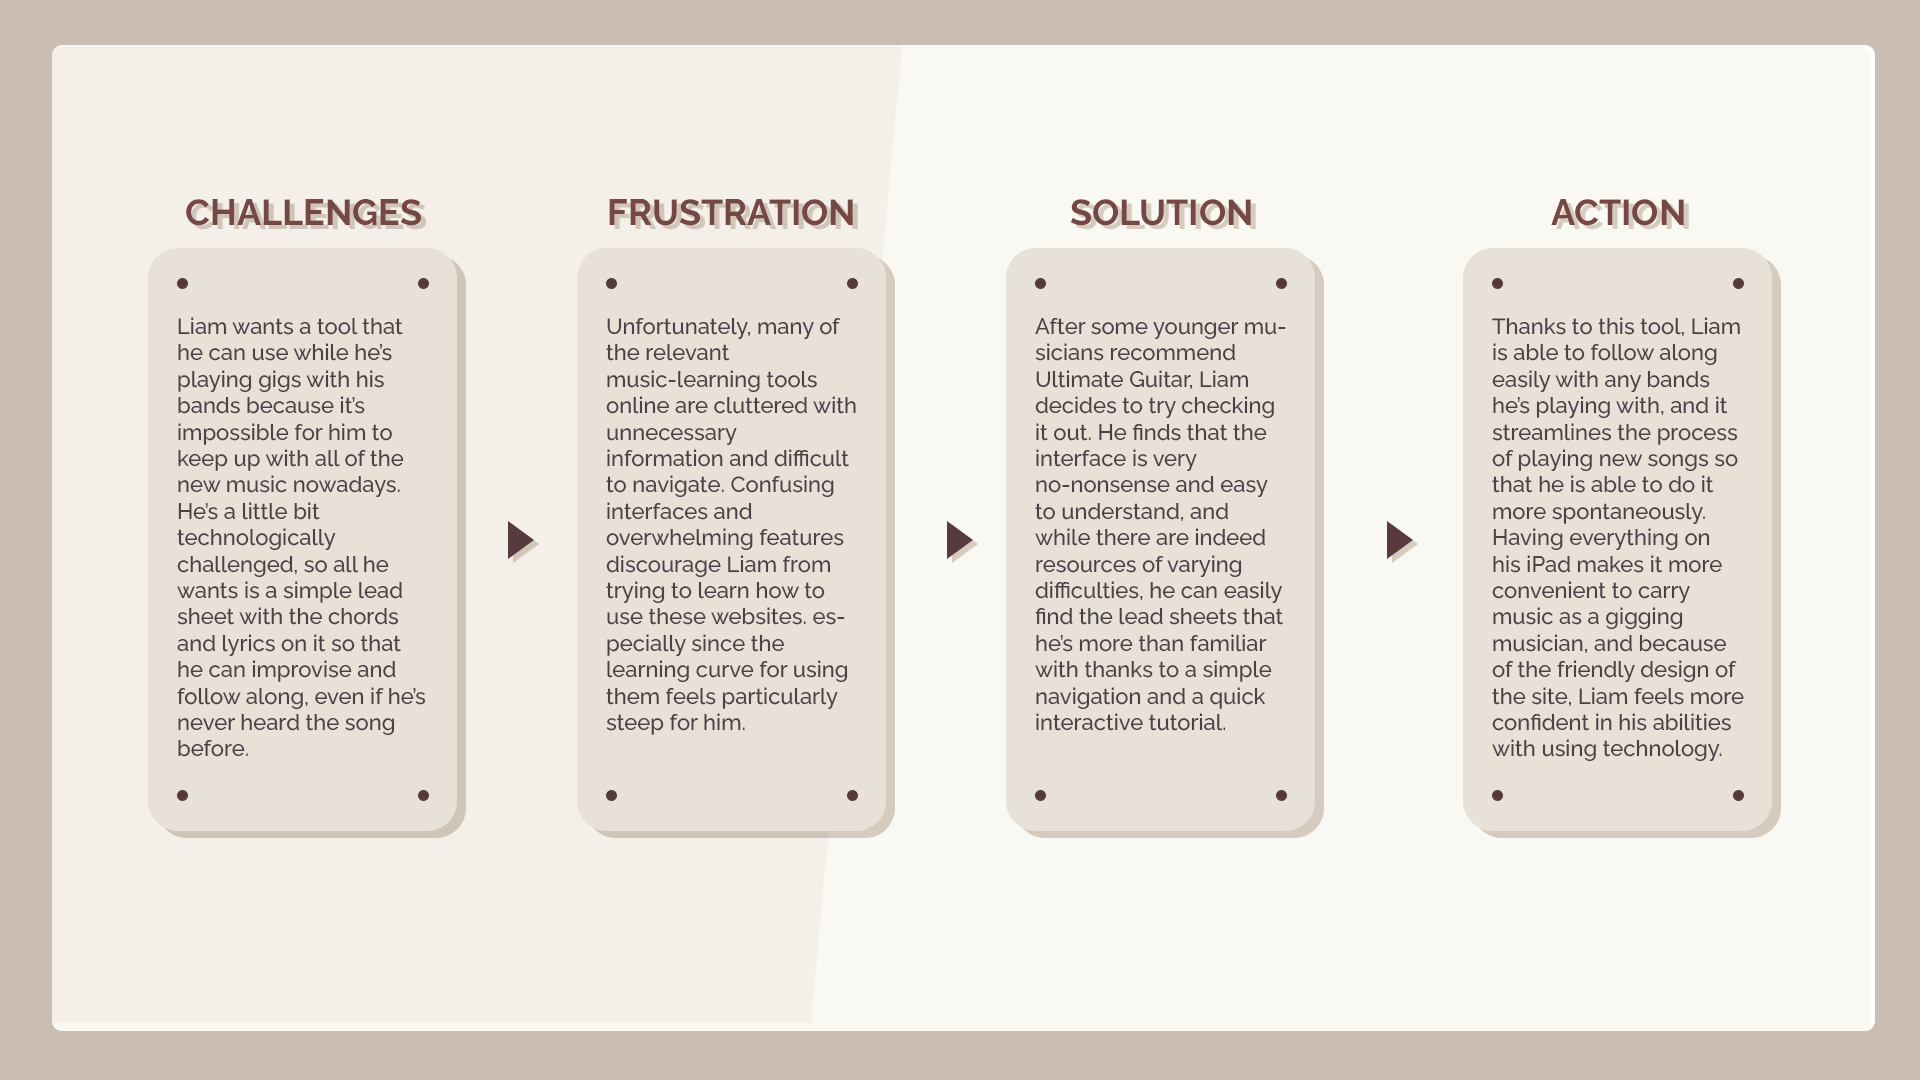 CHALLENGES
Liam wants a tool that
he can use while he’s
playing gigs with his
bands because it’s
impossible for him to
keep up with all of the
new music nowadays.
He’s a little bit
technologically
challenged, so all he
wants is a simple lead
sheet with the chords
and lyrics on it so that
he can improvise and
follow along, even if he’s
never heard the song
before.
FRUSTRATION
Unfortunately, many of
the relevant
music-learning tools
online are cluttered with
unnecessary
information and difficult
to navigate. Confusing
interfaces and
overwhelming features
discourage Liam from
trying to learn how to
use these websites. es-
pecially since the
learning curve for using
them feels particularly
steep for him.
SOLUTION
After some younger mu-
sicians recommend
Ultimate Guitar, Liam
decides to try checking
it out. He finds that the
interface is very
no-nonsense and easy
to understand, and
while there are indeed
resources of varying
difficulties, he can easily
find the lead sheets that
he’s more than familiar
with thanks to a simple
navigation and a quick
interactive tutorial.
ACTION
Thanks to this tool, Liam
is able to follow along
easily with any bands
he’s playing with, and it
streamlines the process
of playing new songs so
that he is able to do it
more spontaneously.
Having everything on
his iPad makes it more
convenient to carry
music as a gigging
musician, and because
of the friendly design of
the site, Liam feels more
confident in his abilities
with using technology.